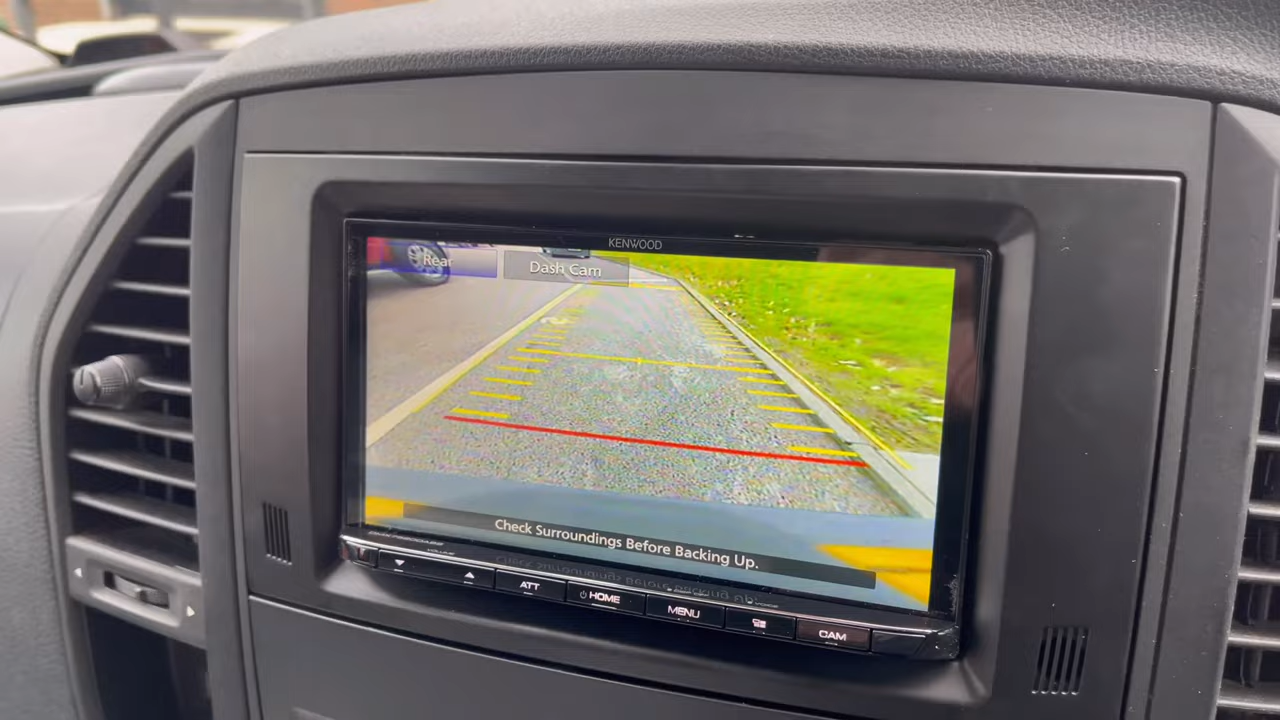 KENWOOD
Rear
Dash Cam
Check Surroundings Before Backing Up.
ATT
HOME
MENU
CAM